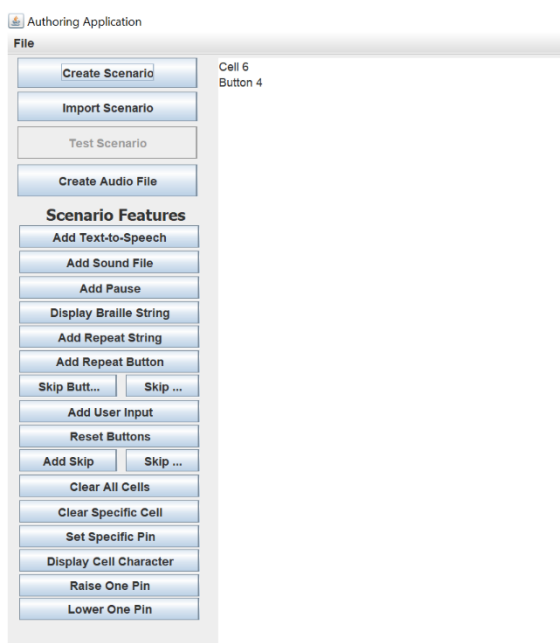 Authoring Application
File
Create Scenario
Import Scenario
Test Scenario
Create Audio File
Scenario Features
Add Text-to-Speech
Add Sound File
Add Pause
Display Braille String
Add Repeat String
Add Repeat Button
Skip Butt... Skip ...
Add User Input
Reset Buttons
Add Skip Skip ...
Clear All Cells
Clear Specific Cell
Set Specific Pin
Display Cell Character
Raise One Pin
Lower One Pin
Cell 6
Button 4